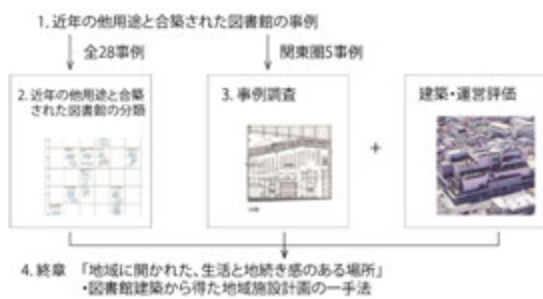 1. 近年の他用途と合築された図書館の事例
全28事例
関東圏5事例
2. 近年の他用途と合築
された図書館の分類
3. 事例調査
+
建築・運営評価
4. 終章 「地域に開かれた、生活と地続き感のある場所」
・図書館建築から得た地域施設計画の一手法